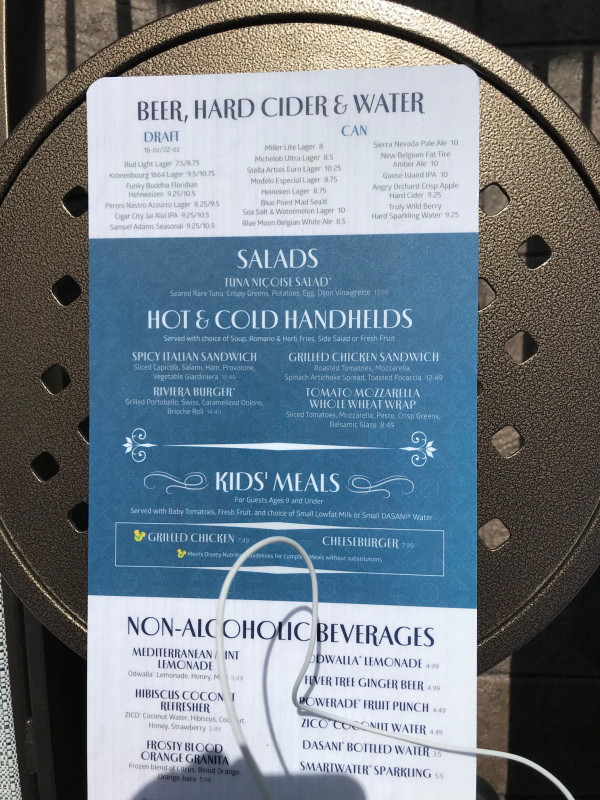 BEER, HARD CIDER & WATER
DRAFT
16-oz/22-oz
Bud Light Lager 7.5/8.75
Kronenbourg 1664 Lager 9.5/10.75
Funky Buddha Floridian
Hefeweizen 9.25/10.5
Peroni Nastro Azzurro Lager 8.25/9.5
Cigar City Jai Alai IPA 9.25/10.5
Samuel Adams Seasonal 9.25/10.5
CAN
Miller Lite Lager 8
Michelob Ultra Lager 8.5
Stella Artois Euro Lager 10.25
Modelo Especial Lager 8.75
Heineken Lager 8.75
Blue Point Mad Sea'd
Sea Salt & Watermelon Lager 10
Blue Moon Belgian White Ale 8.5
Sierra Nevada Pale Ale 10
New Belgium Fat Tire
Amber Ale 10
Goose Island IPA 10
Angry Orchard Crisp Apple
Hard Cider 9.25
Truly Wild Berry
Hard Sparkling Water 9.25
SALADS
TUNA NIÇOISE SALAD*
Seared Rare Tuna, Crispy Greens, Potatoes, Egg, Dijon Vinaigrette
HOT & COLD HANDHELDS
Served with choice of Soup, Romano & Herb Fries, Side Salad or Fresh Fruit
SPICY ITALIAN SANDWICH
Sliced Capicola, Salami, Ham, Provolone,
Vegetable Giardiniera 12.49
RIVIERA BURGER*
Grilled Portobello, Swiss, Caramelized Onions,
Brioche Roll 14.49
GRILLED CHICKEN SANDWICH
Roasted Tomatoes, Mozzarella,
Spinach Artichoke Spread, Toasted Focaccia 12.49
TOMATO MOZZARELLA
WHOLE WHEAT WRAP
Sliced Tomatoes, Mozzarella, Pesto, Crisp Greens,
Balsamic Glaze 8.49
KIDS' MEALS
For Guests Ages 9 and Under
Served with Baby Tomatoes, Fresh Fruit, and choice of Small Lowfat Milk or Small DASANI® Water
GRILLED CHICKEN 7.49
CHEESEBURGER 7.99
Meets Disney Nutrition Guidelines for Complete Meals without substitutions
NON-ALCOHOLIC BEVERAGES
MEDITERRANEAN MINT
LEMONADE
Odwalla® Lemonade, Honey, 5.49
HIBISCUS COCONUT
REFRESHER
ZICO® Coconut Water, Hibiscus, Coconut,
Honey, Strawberry 5.49
FROSTY BLOOD
ORANGE GRANITA
Frozen blend of Citrus, Blood Orange,
Orange Juice 5.98
ODWALLA® LEMONADE 4.99
FEVER TREE GINGER BEER 4.99
POWERADE® FRUIT PUNCH 4.49
ZICO® COCONUT WATER 4.49
DASANI® BOTTLED WATER 3.5
SMARTWATER® SPARKLING 5.5